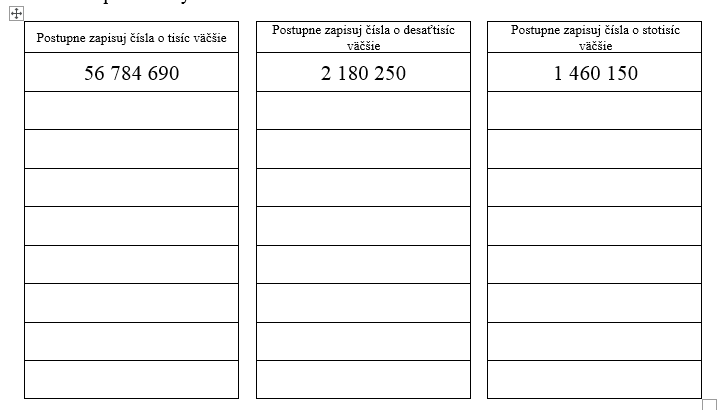 Postupne zapisuj čísla o tisíc väčšie
56 784 690
Postupne zapisuj čísla o desaťtisíc
väčšie
2 180 250
Postupne zapisuj čísla o stotisíc
väčšie
1 460 150